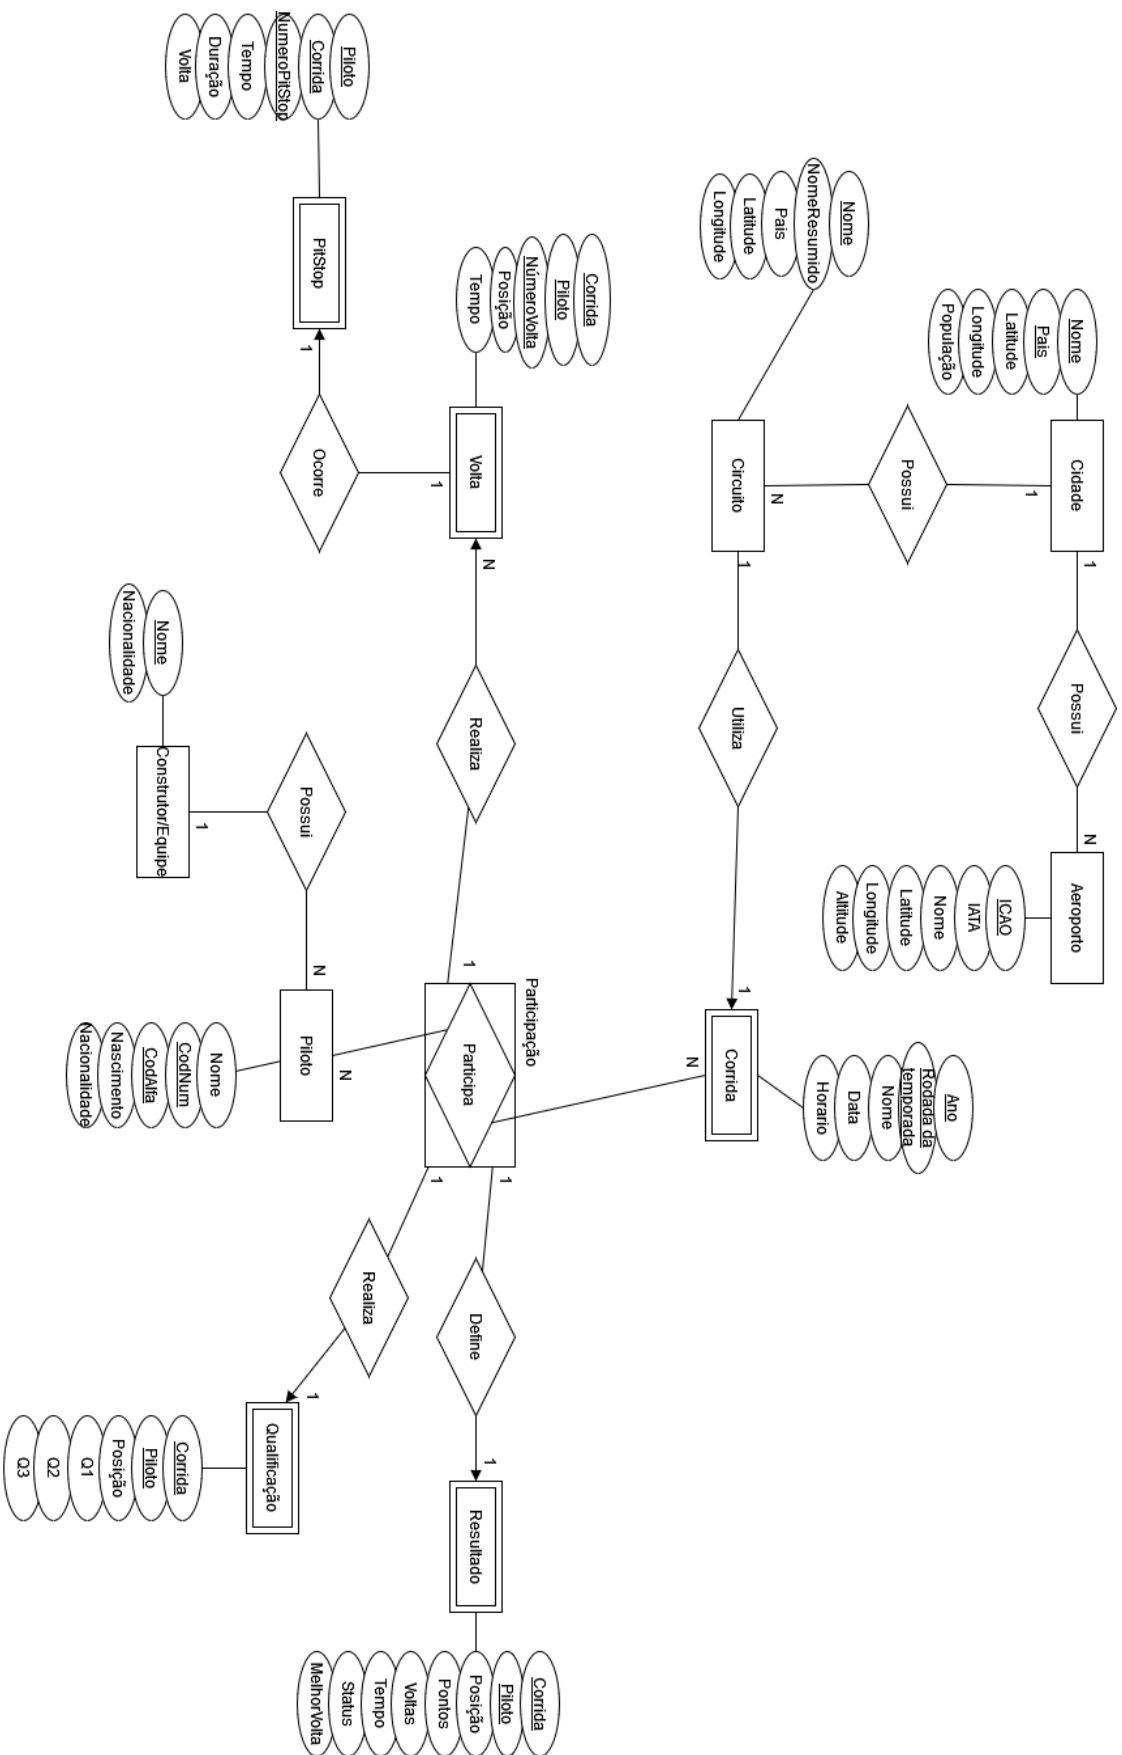 Nome
Pais
Latitude
Longitude
População
Cidade
1
1
Possui
N
Aeroporto
ICAO
IATA
Nome
Latitude
Longitude
Altitude
Possui
N
Nome
NomeResumido
Pais
Latitude
Longitude
Circuito
1
Utiliza
1
Corrida
N
Ano
Rodada da
temporada
Nome
Data
Horario
Corrida
Piloto
NúmeroVolta
Posição
Tempo
Volta
N
1
Realiza
1
Participação
Participa
1
1
Define
1
Resultado
Corrida
Piloto
Posição
Pontos
Voltas
Tempo
Status
MelhorVolta
Piloto
Corrida
NumeroPitStop
Tempo
Duração
Volta
PitStop
1
Ocorre
Possui
N
N
Piloto
Nome
CodNum
CodAlfa
Nascimento
Nacionalidade
Realiza
1
Qualificação
Corrida
Piloto
Posição
Q1
Q2
Q3
Nome
Nacionalidade
Construtor/Equipe
1